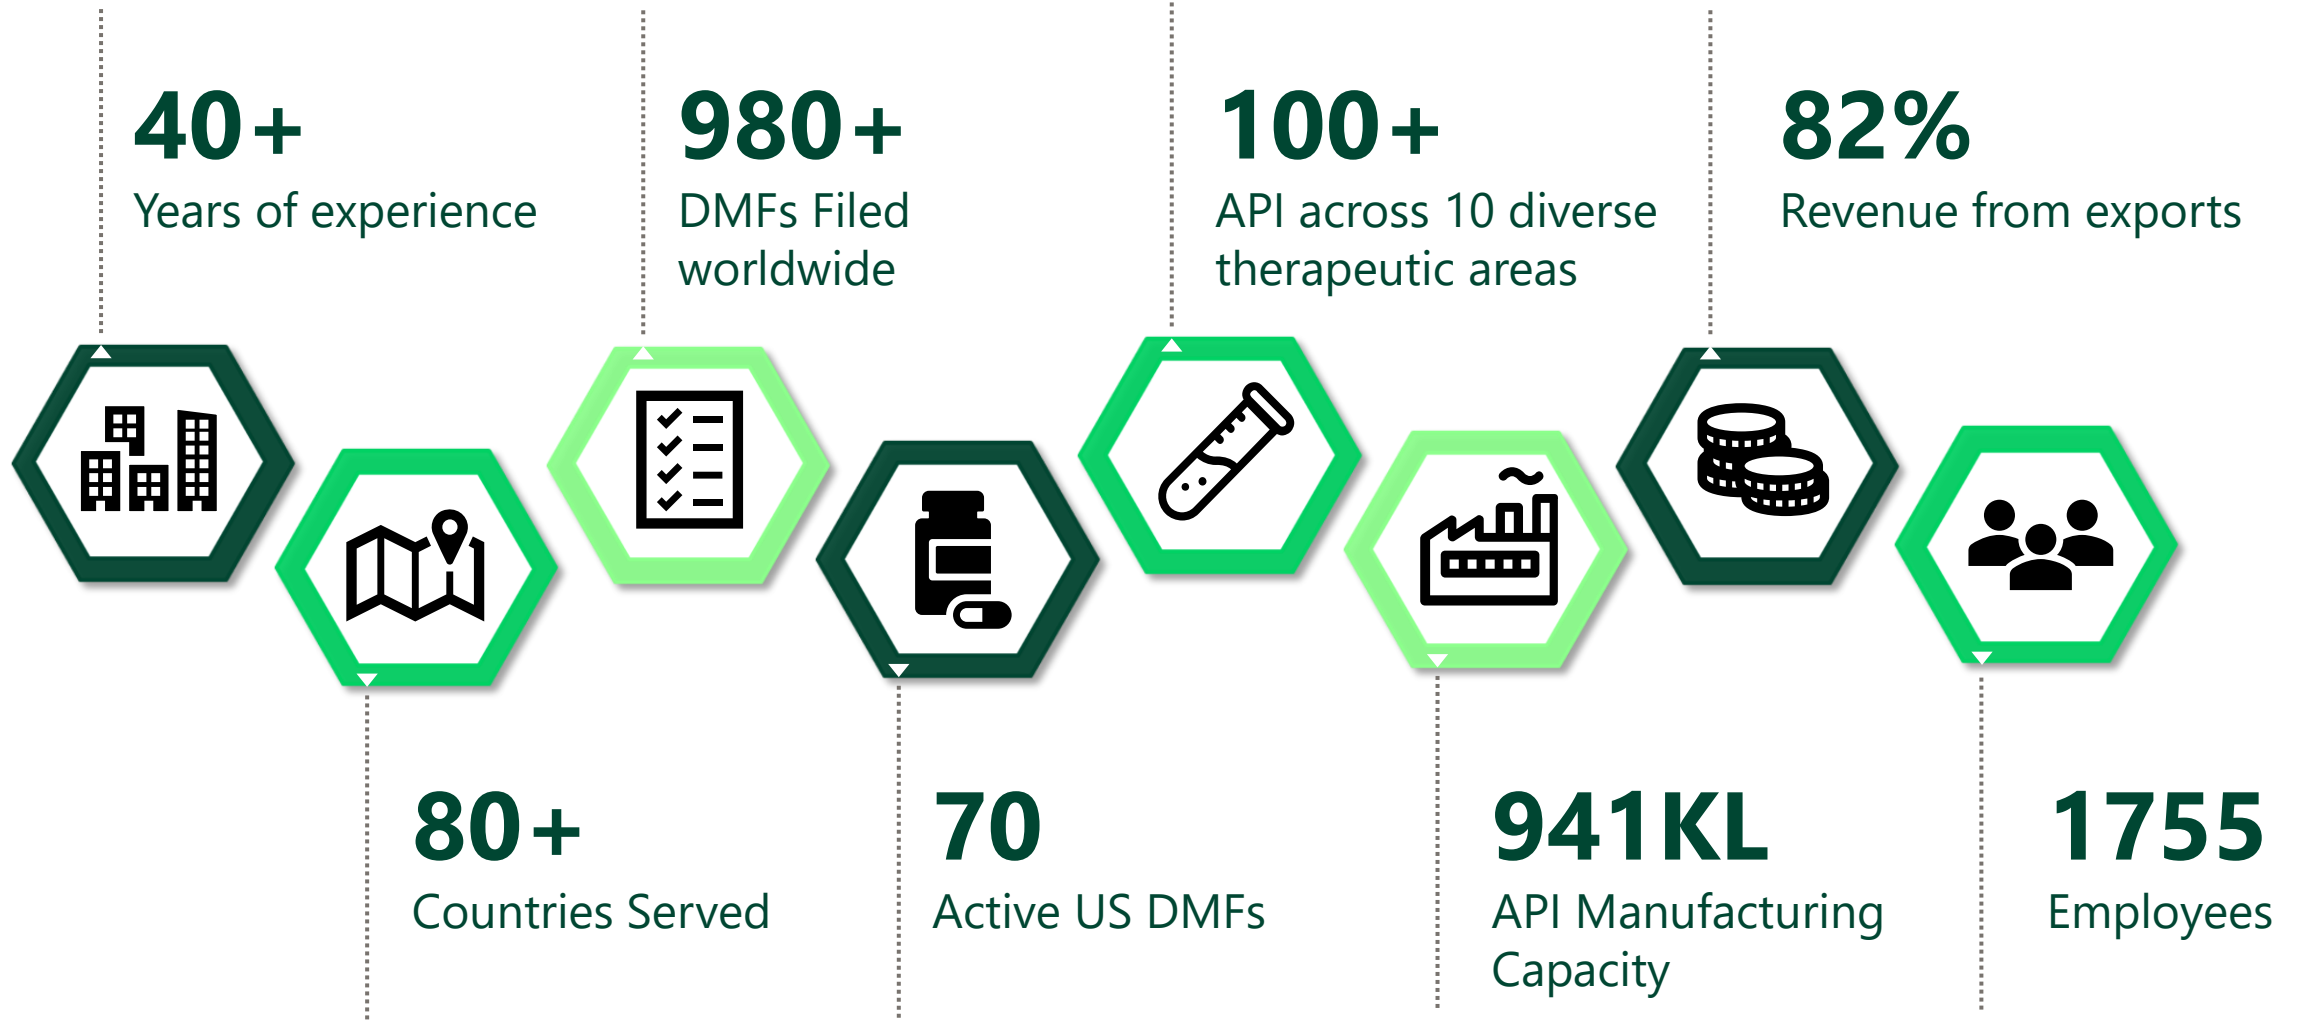 40+
Years of experience
980+
DMFs Filed
worldwide
100+
API across 10 diverse
therapeutic areas
82%
Revenue from exports
80+
Countries Served
70
Active US DMFs
941KL
API Manufacturing
Capacity
1755
Employees